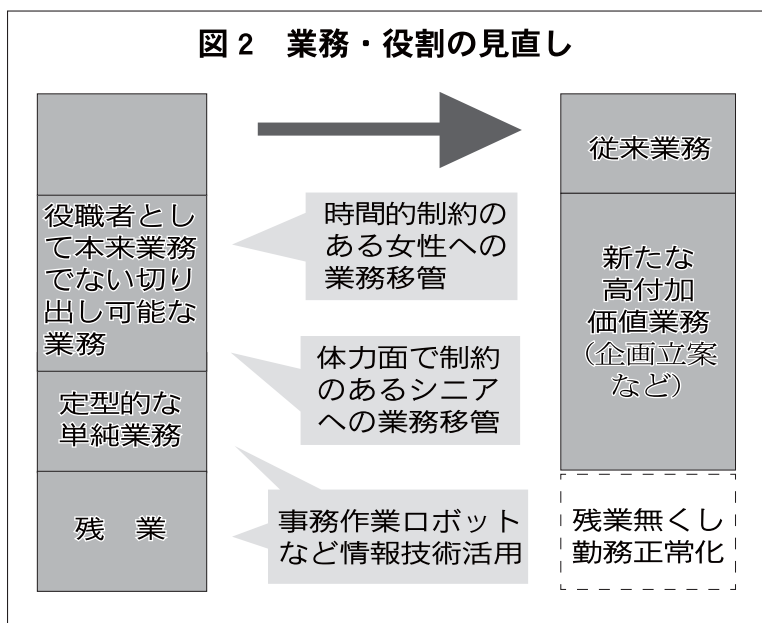 図2 業務・役割の見直し
役職者とし
て本来業務
でない切り
出し可能な
業務
定型的な
単純業務
残 業
時間的制約の
ある女性への
業務移管
体力面で制約
のあるシニア
への業務移管
事務作業ロボット
など情報技術活用
従来業務
新たな
高付加
価値業務
(企画立案
など)
残業無くし
勤務正常化